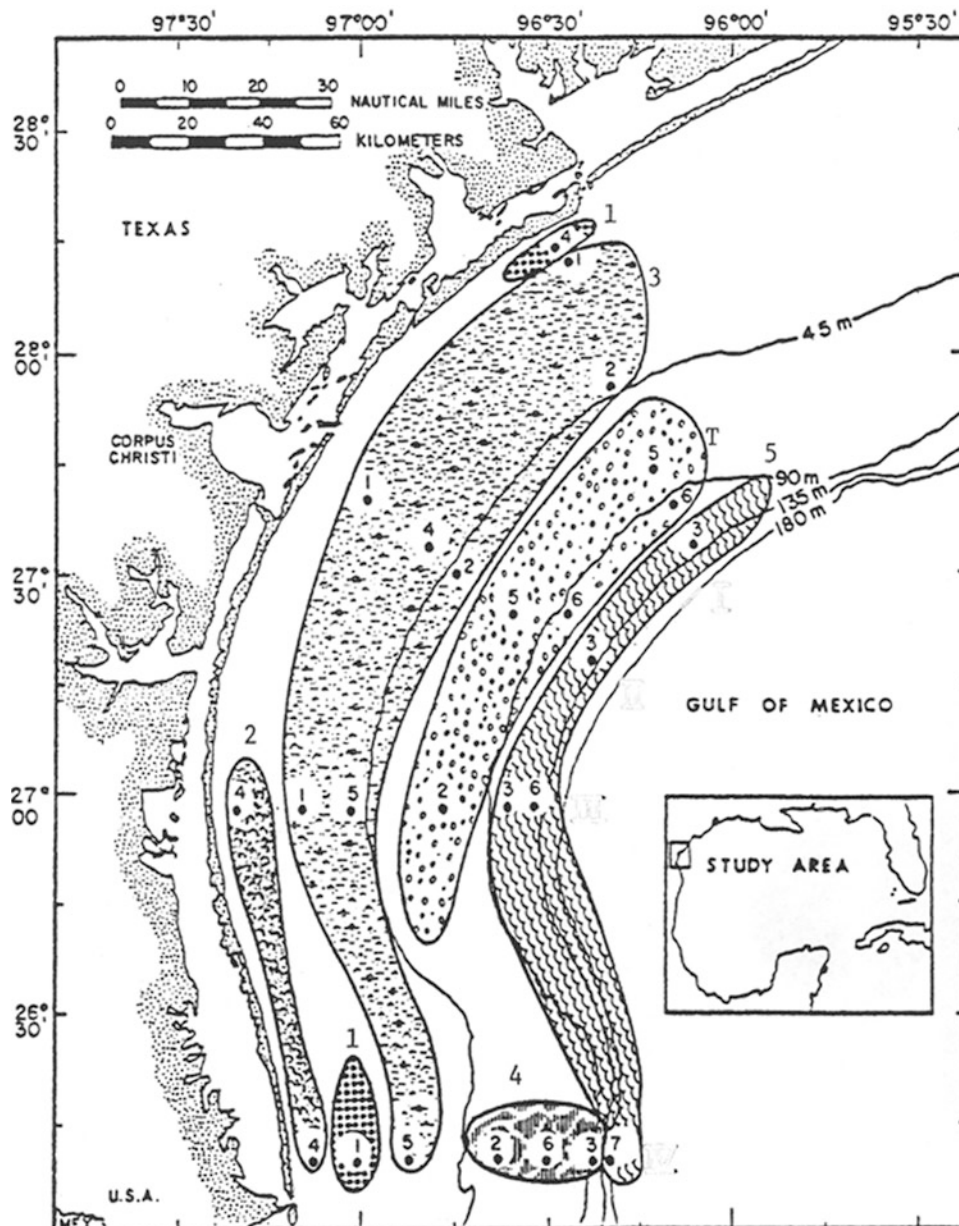 97°30' 97°00' 96°30' 96°00' 95°30'
0 10 20 30 NAUTICAL MILES
0 20 40 60 KILOMETERS
28°
30'
TEXAS
1
4
1
3
45 m
28°
00'
2
CORPUS
CHRISTI
T
5
5
90 m
135 m
180 m
1
6
3
4
2
27°
30'
5
6
3
GULF OF MEXICO
2
27°
00'
4 1 5 2 3 6
STUDY AREA
26°
30'
1
4
4 1 5 2 6 3 7
U.S.A.
MEX